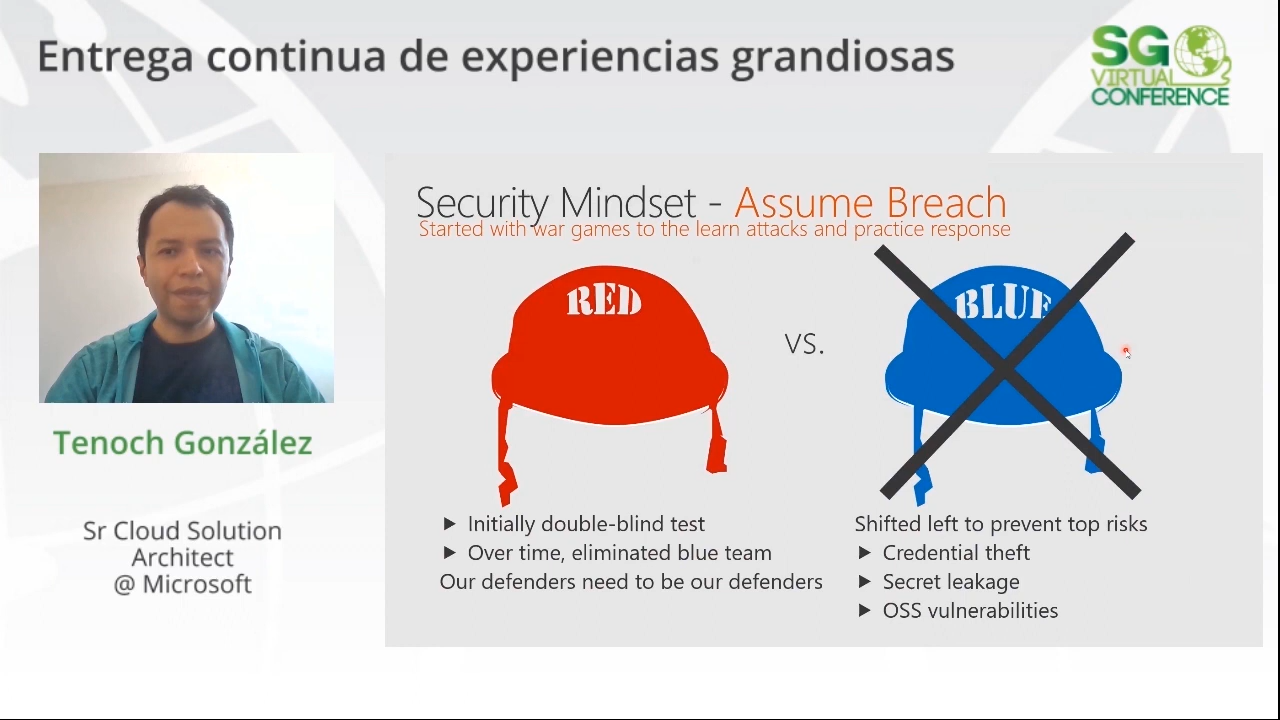 Entrega continua de experiencias grandiosas
SG
VIRTUAL
CONFERENCE
Security Mindset - Assume Breach
Started with war games to the learn attacks and practice response
RED
VS.
BLUE
Tenoch González
Sr Cloud Solution
Architect
@ Microsoft
Initially double-blind test
Over time, eliminated blue team
Our defenders need to be our defenders
Shifted left to prevent top risks
Credential theft
Secret leakage
OSS vulnerabilities